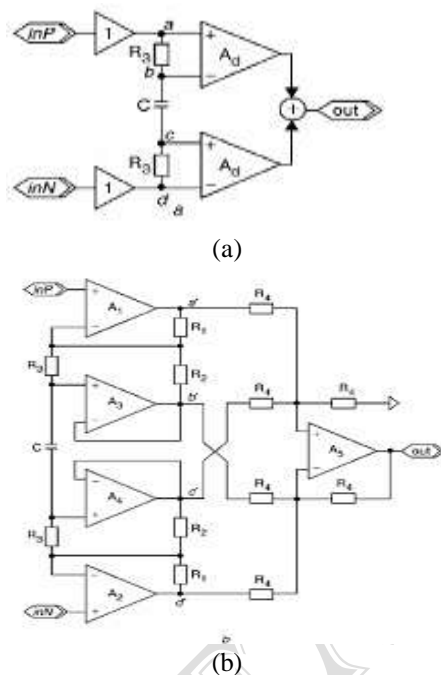 inP
1
a
+
R3
b
−
Ad
C
+
out
c
+
R3
−
Ad
inN
1
d
a
(a)
inP
+
−
A1
a'
R1
R4
R3
R2
+
−
A3
b'
R4
R4
C
−
+
A4
c'
A5
out
R4
R4
R3
R2
R1
−
+
A2
d'
R4
inN
b
(b)